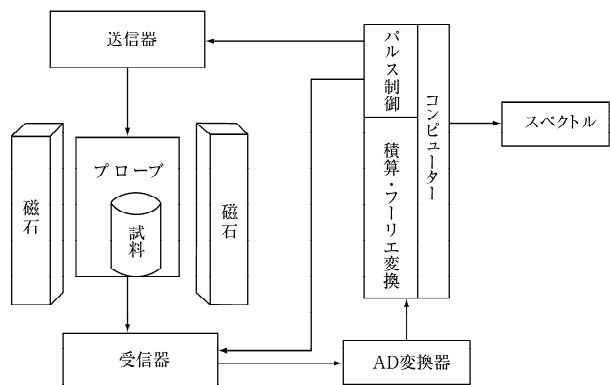 送信器
パルス制御
コンピューター
スペクトル
プローブ
磁石
磁石
試料
積算・フーリエ変換
受信器
AD変換器